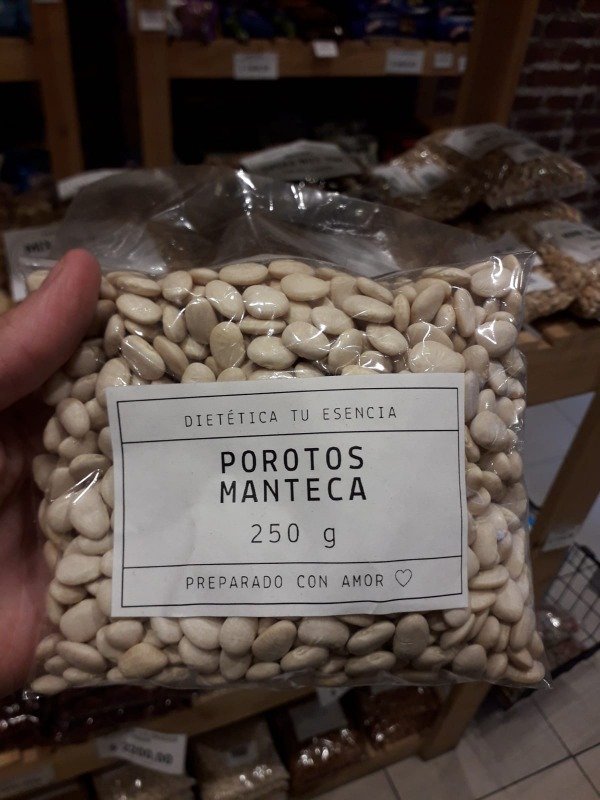 DIETÉTICA TU ESENCIA
POROTOS
MANTECA
250 g
PREPARADO CON AMOR ♡